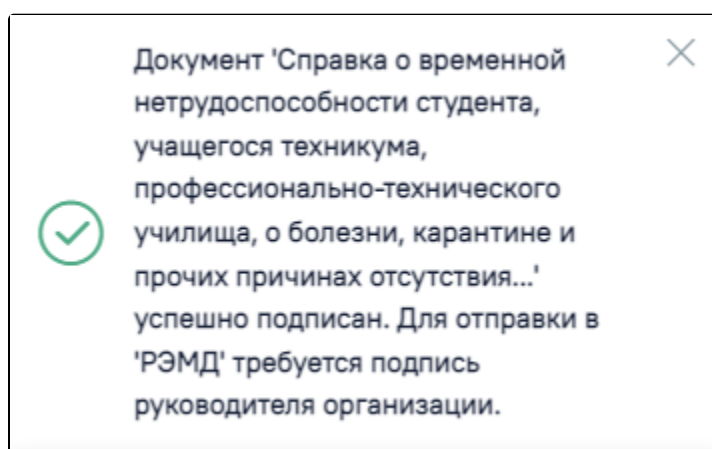 Документ 'Справка о временной
нетрудоспособности студента,
учащегося техникума,
профессионально-технического
училища, о болезни, карантине и
прочих причинах отсутствия...'
успешно подписан. Для отправки в
'РЭМД' требуется подпись
руководителя организации.